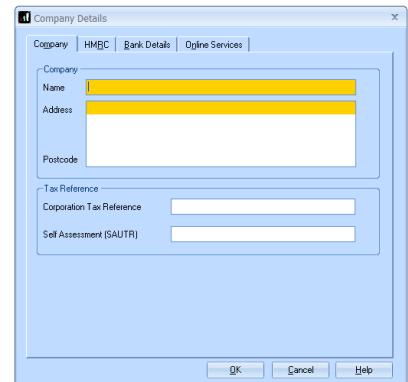 Company Details
x
Company HMRC Bank Details Online Services
Company
Name
Address
Postcode
Tax Reference
Corporation Tax Reference
Self Assessment (SAUTR)
OK Cancel Help